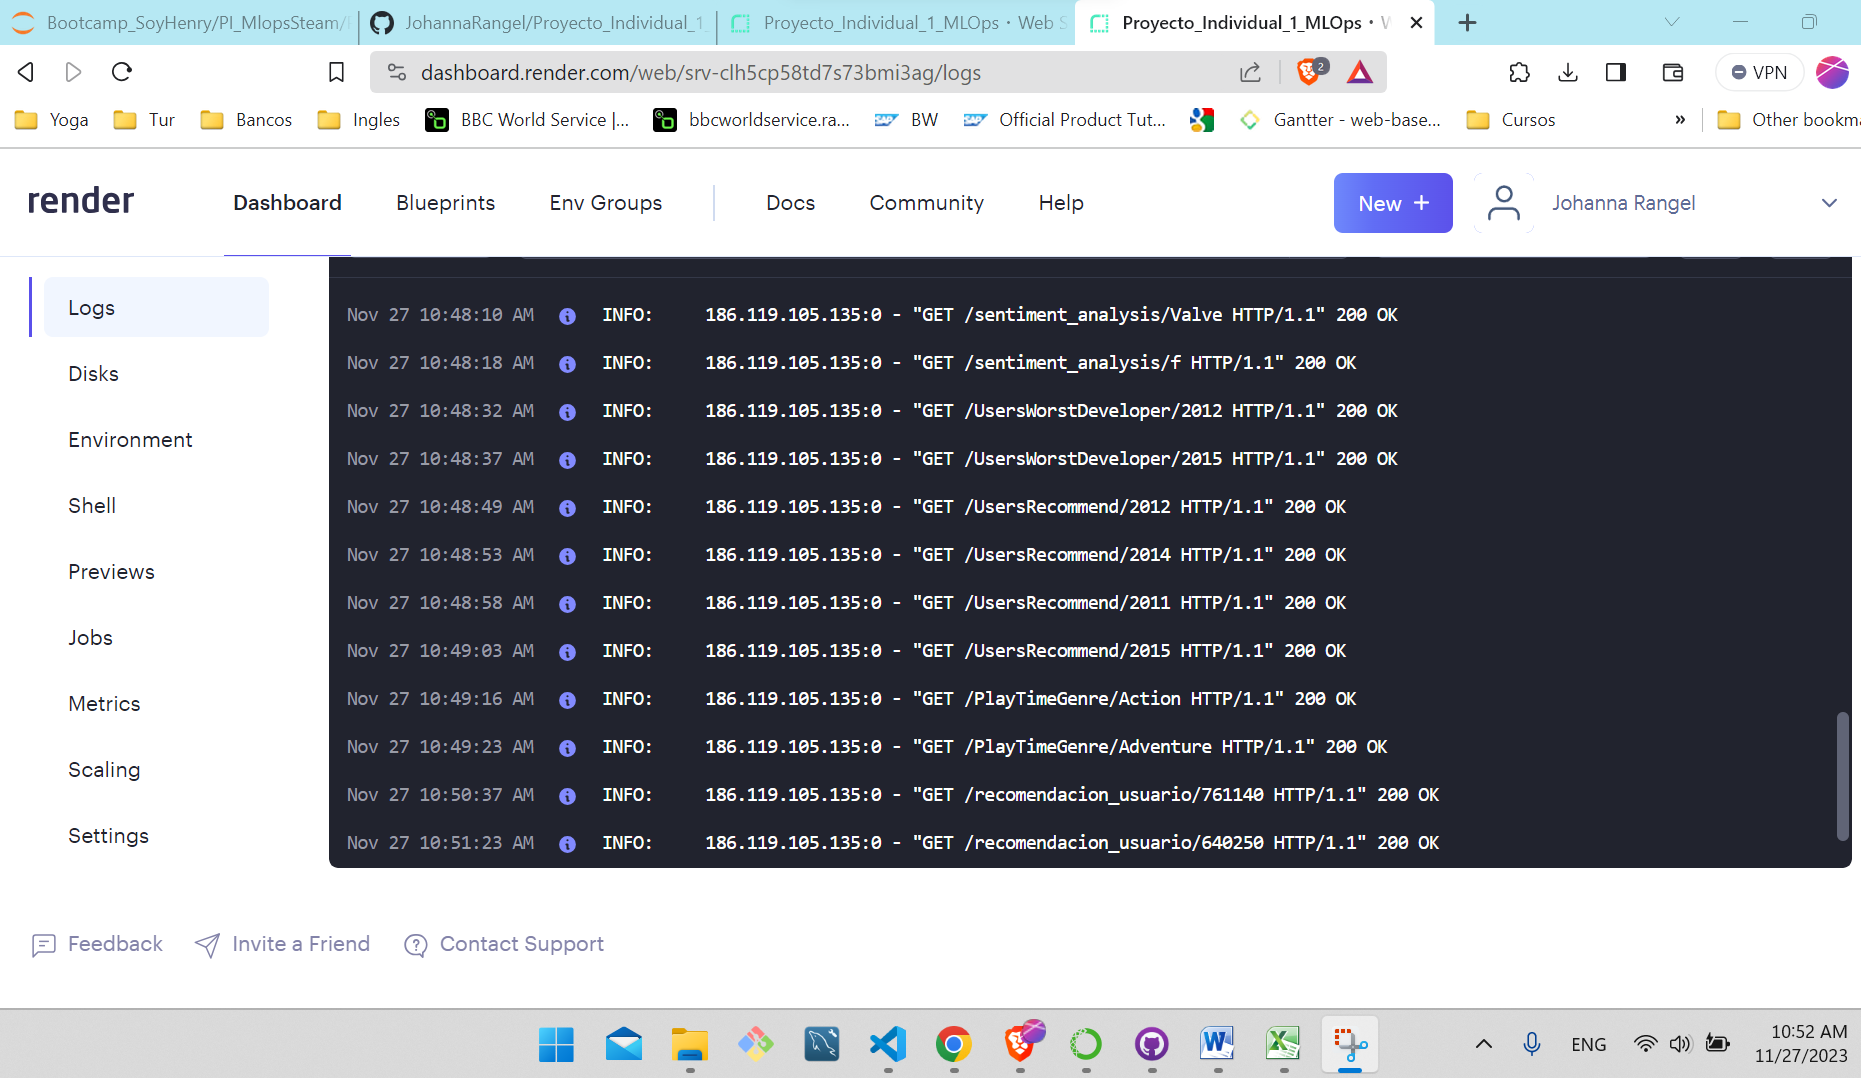 Bootcamp_SoyHenry/PI_MlopsSteam/
JohannaRangel/Proyecto_Individual_1_
Proyecto_Individual_1_MLOps · Web S
Proyecto_Individual_1_MLOps ·
dashboard.render.com/web/srv-clh5cp58td7s73bmi3ag/logs
2
VPN
Yoga
Tur
Bancos
Ingles
BBC World Service |...
bbcworldservice.ra...
BW
Official Product Tut...
Gantter - web-base...
Cursos
»
Other bookma
render
Dashboard
Blueprints
Env Groups
Docs
Community
Help
New +
Johanna Rangel
Logs
Disks
Environment
Shell
Previews
Jobs
Metrics
Scaling
Settings
Nov 27 10:48:10 AM INFO: 186.119.105.135:0 - "GET /sentiment_analysis/Valve HTTP/1.1" 200 OK
Nov 27 10:48:18 AM INFO: 186.119.105.135:0 - "GET /sentiment_analysis/f HTTP/1.1" 200 OK
Nov 27 10:48:32 AM INFO: 186.119.105.135:0 - "GET /UsersWorstDeveloper/2012 HTTP/1.1" 200 OK
Nov 27 10:48:37 AM INFO: 186.119.105.135:0 - "GET /UsersWorstDeveloper/2015 HTTP/1.1" 200 OK
Nov 27 10:48:49 AM INFO: 186.119.105.135:0 - "GET /UsersRecommend/2012 HTTP/1.1" 200 OK
Nov 27 10:48:53 AM INFO: 186.119.105.135:0 - "GET /UsersRecommend/2014 HTTP/1.1" 200 OK
Nov 27 10:48:58 AM INFO: 186.119.105.135:0 - "GET /UsersRecommend/2011 HTTP/1.1" 200 OK
Nov 27 10:49:03 AM INFO: 186.119.105.135:0 - "GET /UsersRecommend/2015 HTTP/1.1" 200 OK
Nov 27 10:49:16 AM INFO: 186.119.105.135:0 - "GET /PlayTimeGenre/Action HTTP/1.1" 200 OK
Nov 27 10:49:23 AM INFO: 186.119.105.135:0 - "GET /PlayTimeGenre/Adventure HTTP/1.1" 200 OK
Nov 27 10:50:37 AM INFO: 186.119.105.135:0 - "GET /recomendacion_usuario/761140 HTTP/1.1" 200 OK
Nov 27 10:51:23 AM INFO: 186.119.105.135:0 - "GET /recomendacion_usuario/640250 HTTP/1.1" 200 OK
Feedback
Invite a Friend
Contact Support
ENG
10:52 AM
11/27/2023